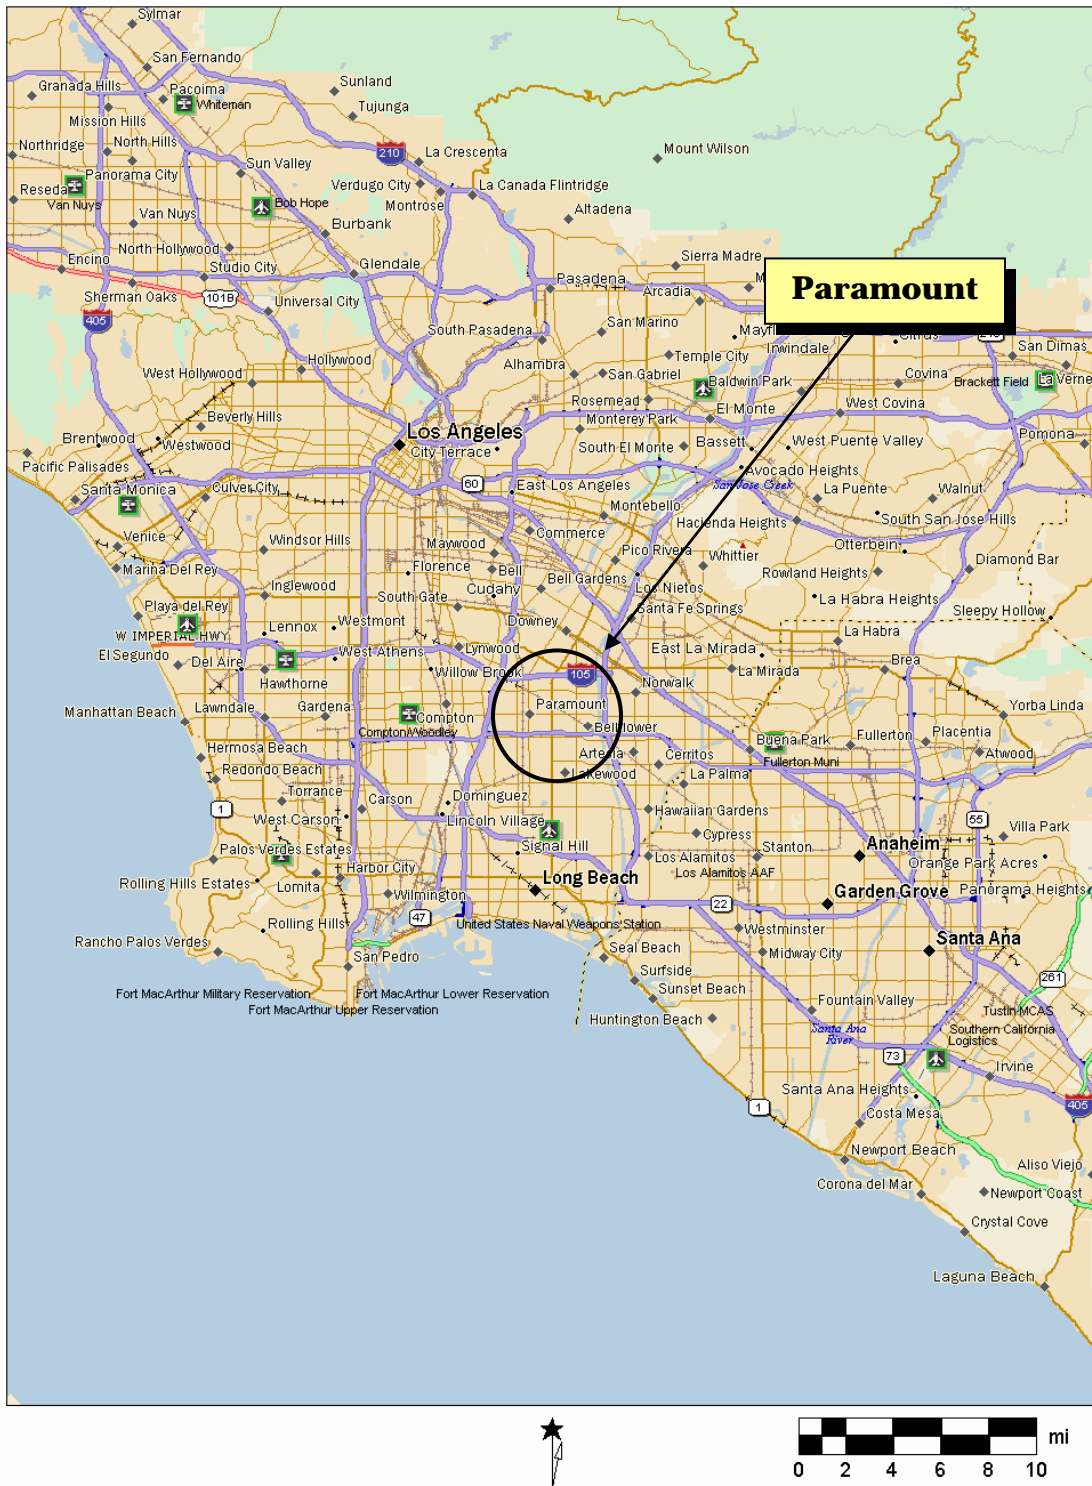 Sylmar
San Fernando
Granada Hills
Pacoima
Whiteman
Sunland
Tujunga
Mission Hills
Northridge
North Hills
210
La Crescenta
Mount Wilson
Sun Valley
Panorama City
Reseda
Van Nuys
Verdugo City
La Canada Flintridge
Montrose
Bob Hope
Van Nuys
Burbank
Altadena
North Hollywood
Encino
Studio City
Glendale
Sierra Madre
Pasadena
Paramount
Sherman Oaks
101B
Universal City
Arcadia
405
South Pasadena
San Marino
Hollywood
Alhambra
Temple City
Irwindale
San Dimas
West Hollywood
San Gabriel
Baldwin Park
Covina
Brackett Field
La Verne
Rosemead
Beverly Hills
Monterey Park
El Monte
West Covina
Brentwood
Westwood
Los Angeles
City Terrace
South El Monte
Bassett
West Puente Valley
Pomona
Pacific Palisades
Avocado Heights
Santa Monica
Culver City
60
East Los Angeles
San Jose Creek
La Puente
Walnut
Montebello
Hacienda Heights
South San Jose Hills
Venice
Windsor Hills
Maywood
Commerce
Pico Rivera
Whittier
Otterbein
Diamond Bar
Marina Del Rey
Florence
Bell
Inglewood
Cudahy
Bell Gardens
Los Nietos
Rowland Heights
Playa del Rey
South Gate
Santa Fe Springs
La Habra Heights
Sleepy Hollow
W IMPERIAL HWY
Lennox
Westmont
Downey
La Habra
El Segundo
Del Aire
West Athens
Lynwood
East La Mirada
Hawthorne
Willow Brook
105
Norwalk
La Mirada
Brea
Manhattan Beach
Lawndale
Gardena
Compton
Compton/Woodley
Paramount
Bellflower
Yorba Linda
Hermosa Beach
Artesia
Cerritos
Buena Park
Fullerton
Placentia
Atwood
Fullerton Muni
Redondo Beach
Lakewood
La Palma
Torrance
Carson
Dominguez
1
West Carson
Lincoln Village
Hawaiian Gardens
55
Cypress
Villa Park
Palos Verdes Estates
Signal Hill
Stanton
Los Alamitos
Anaheim
Orange Park Acres
Harbor City
Los Alamitos AAF
Rolling Hills Estates
Lomita
Long Beach
Garden Grove
Panorama Heights
Wilmington
22
47
Rolling Hills
United States Naval Weapons Station
Westminster
Rancho Palos Verdes
Seal Beach
Midway City
Santa Ana
San Pedro
Surfside
261
Fort MacArthur Military Reservation
Fort MacArthur Lower Reservation
Sunset Beach
Fort MacArthur Upper Reservation
Fountain Valley
Tustin MCAS
Huntington Beach
Santa Ana
River
Southern California
Logistics
73
Irvine
Santa Ana Heights
1
405
Costa Mesa
Newport Beach
Aliso Viejo
Corona del Mar
Newport Coast
Crystal Cove
Laguna Beach
mi
0 2 4 6 8 10